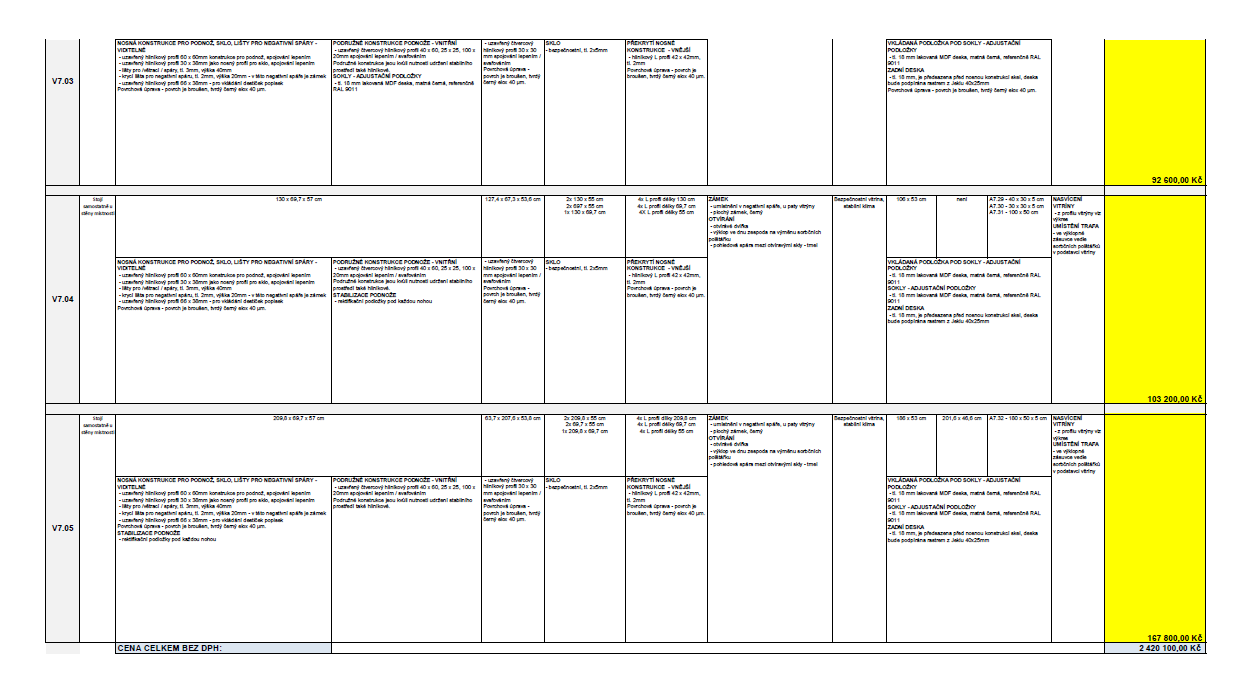 V7.03
NOSNÁ KONSTRUKCE PRO PODNOŽ, SKLO, LIŠTY PRO NEGATIVNÍ SPÁRY -
VIDITELNÉ
- uzavřený hliníkový profil 60 x 60mm konstrukce pro podnož, spojování lepením
- uzavřený hliníkový profil 30 x 38mm jako nosný profil pro sklo, spojování lepením
- lišty pro /větrací / spáry, tl. 3mm, výška 40mm
- krycí lišta pro negativní spáru, tl. 2mm, výška 20mm - v této negativní spáře je zámek
- uzavřený hliníkový profil 66 x 38mm - pro vkládání destiček popisek
Povrchová úprava - povrch je broušen, tvrdý černý elox 40 µm.
PODRUŽNÉ KONSTRUKCE PODNOŽE - VNITŘNÍ
- uzavřený čtvercový hliníkový profil 40 x 60, 25 x 25, 100 x
20mm spojování lepením / svařováním
Podružné konstrukce jsou kvůli nutnosti udržení stabilního
prostředí také hliníkové.
SOKLY - ADJUSTAČNÍ PODLOŽKY
- tl. 18 mm lakovaná MDF deska, matná černá, referenčně
RAL 9011
- uzavřený čtvercový
hliníkový profil 30 x 30
mm spojování lepením /
svařováním
Povrchová úprava -
povrch je broušen, tvrdý
černý elox 40 µm.
SKLO
- bezpečnostní, tl. 2x5mm
PŘEKRYTÍ NOSNÉ
KONSTRUKCE - VNĚJŠÍ
- hliníkový L profil 42 x 42mm,
tl. 2mm
Povrchová úprava - povrch je
broušen, tvrdý černý elox 40 µm.
VKLÁDANÁ PODLOŽKA POD SOKLY - ADJUSTAČNÍ
PODLOŽKY
- tl. 18 mm lakovaná MDF deska, matná černá, referenčně RAL
9011
ZADNÍ DESKA
- tl. 18 mm, je předsazena před nosnou konstrukcí skel, deska
Povrchová úprava - povrch je broušen, tvrdý černý elox 40 µm.
92 600,00 Kč
V7.04
Stojí
samostatně u
stěny místnosti
130 x 69,7 x 57 cm
127,4 x 67,3 x 53,6 cm
2x 130 x 55 cm
2x 697 x 55 cm
1x 130 x 69,7 cm
4x L profil délky 130 cm
4x L profil délky 69,7 cm
4X L profil délky 55 cm
ZÁMEK
- umístnění v negativní spáře, u paty vitrýny
- plochý zámek, černý
OTVÍRÁNÍ
- otvíravá dvířka
- výklop ve dnu zespoda na výměnu sorbčních
polštářku
- pohledová spára mezi otvíravými skly - tmel
Bezpečnostní vitrína,
stabilní klima
106 x 53 cm
není
A7.29 - 40 x 30 x 5 cm
A7.30 - 30 x 30 x 5 cm
A7.31 - 100 x 50 cm
NASVÍCENÍ
VITRÍNY
- z profilu vitrýny viz
výkres
UMÍSTĚNÍ TRAFA
- ve výklopné
zásuvce vedle
sorbčních polštářků
v podstavci vitríny
NOSNÁ KONSTRUKCE PRO PODNOŽ, SKLO, LIŠTY PRO NEGATIVNÍ SPÁRY -
VIDITELNÉ
- uzavřený hliníkový profil 60 x 60mm konstrukce pro podnož, spojování lepením
- uzavřený hliníkový profil 30 x 38mm jako nosný profil pro sklo, spojování lepením
- lišty pro /větrací / spáry, tl. 3mm, výška 40mm
- krycí lišta pro negativní spáru, tl. 2mm, výška 20mm - v této negativní spáře je zámek
- uzavřený hliníkový profil 66 x 38mm - pro vkládání destiček popisek
Povrchová úprava - povrch je broušen, tvrdý černý elox 40 µm.
PODRUŽNÉ KONSTRUKCE PODNOŽE - VNITŘNÍ
- uzavřený čtvercový hliníkový profil 40 x 60, 25 x 25, 100 x
20mm spojování lepením / svařováním
Podružné konstrukce jsou kvůli nutnosti udržení stabilního
prostředí také hliníkové.
STABILIZACE PODNOŽE
- rektifikační podložky pod každou nohou
- uzavřený čtvercový
hliníkový profil 30 x 30
mm spojování lepením /
svařováním
Povrchová úprava -
povrch je broušen, tvrdý
černý elox 40 µm.
SKLO
- bezpečnostní, tl. 2x5mm
PŘEKRYTÍ NOSNÉ
KONSTRUKCE - VNĚJŠÍ
- hliníkový L profil 42 x 42mm,
tl. 2mm
Povrchová úprava - povrch je
broušen, tvrdý černý elox 40 µm.
VKLÁDANÁ PODLOŽKA POD SOKLY - ADJUSTAČNÍ
PODLOŽKY
- tl. 18 mm lakovaná MDF deska, matná černá, referenčně RAL
9011
SOKLY - ADJUSTAČNÍ PODLOŽKY
- tl. 18 mm lakovaná MDF deska, matná černá, referenčně RAL
9011
ZADNÍ DESKA
- tl. 18 mm, je předsazena před nosnou konstrukcí skel, deska
bude podpírána rastrem z Jeklu 40x25mm
103 200,00 Kč
V7.05
Stojí
samostatně u
stěny místnosti
209,8 x 69,7 x 57 cm
63,7 x 207,6 x 53,8 cm
2x 209,8 x 55 cm
2x 69,7 x 55 cm
1x 209,8 x 69,7 cm
4x L profil délky 209,8 cm
4x L profil délky 69,7 cm
4x L profil délky 55 cm
ZÁMEK
- umístnění v negativní spáře, u paty vitrýny
- plochý zámek, černý
OTVÍRÁNÍ
- otvíravá dvířka
- výklop ve dnu zespoda na výměnu sorbčních
polštářku
- pohledová spára mezi otvíravými skly - tmel
Bezpečnostní vitrína,
stabilní klima
186 x 53 cm
201,6 x 46,6 cm
A7.32 - 180 x 50 x 5 cm
NASVÍCENÍ
VITRÍNY
- z profilu vitrýny viz
výkres
UMÍSTĚNÍ TRAFA
- ve výklopné
zásuvce vedle
sorbčních polštářků
v podstavci vitríny
NOSNÁ KONSTRUKCE PRO PODNOŽ, SKLO, LIŠTY PRO NEGATIVNÍ SPÁRY -
VIDITELNÉ
- uzavřený hliníkový profil 60 x 60mm konstrukce pro podnož, spojování lepením
- uzavřený hliníkový profil 30 x 38mm jako nosný profil pro sklo, spojování lepením
- lišty pro /větrací / spáry, tl. 3mm, výška 40mm
- krycí lišta pro negativní spáru, tl. 2mm, výška 20mm - v této negativní spáře je zámek
- uzavřený hliníkový profil 66 x 38mm - pro vkládání destiček popisek
Povrchová úprava - povrch je broušen, tvrdý černý elox 40 µm.
STABILIZACE PODNOŽE
- rektifikační podložky pod každou nohou
PODRUŽNÉ KONSTRUKCE PODNOŽE - VNITŘNÍ
- uzavřený čtvercový hliníkový profil 40 x 60, 25 x 25, 100 x
20mm spojování lepením / svařováním
Podružné konstrukce jsou kvůli nutnosti udržení stabilního
prostředí také hliníkové.
- uzavřený čtvercový
hliníkový profil 30 x 30
mm spojování lepením /
svařováním
Povrchová úprava -
povrch je broušen, tvrdý
černý elox 40 µm.
SKLO
- bezpečnostní, tl. 2x5mm
PŘEKRYTÍ NOSNÉ
KONSTRUKCE - VNĚJŠÍ
- hliníkový L profil 42 x 42mm,
tl. 2mm
Povrchová úprava - povrch je
broušen, tvrdý černý elox 40 µm.
VKLÁDANÁ PODLOŽKA POD SOKLY - ADJUSTAČNÍ
PODLOŽKY
- tl. 18 mm lakovaná MDF deska, matná černá, referenčně RAL
9011
SOKLY - ADJUSTAČNÍ PODLOŽKY
- tl. 18 mm lakovaná MDF deska, matná černá, referenčně RAL
9011
ZADNÍ DESKA
- tl. 18 mm, je předsazena před nosnou konstrukcí skel, deska
bude podpírána rastrem z Jeklu 40x25mm
167 800,00 Kč
CENA CELKEM BEZ DPH:
2 420 100,00 Kč